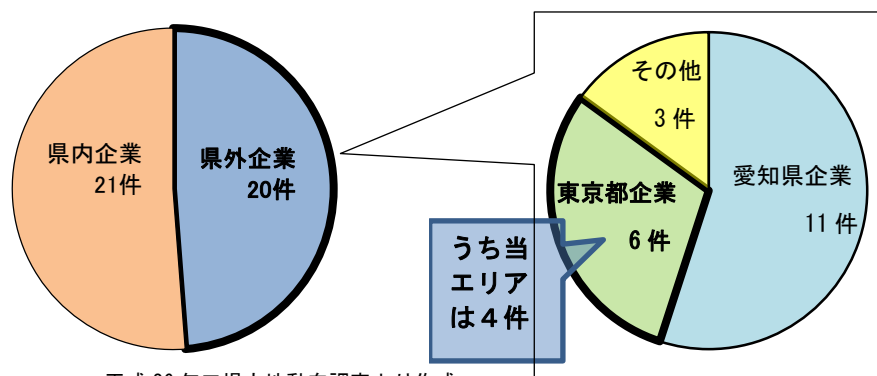 県内企業
21件
県外企業
20件
その他
3 件
東京都企業
6 件
愛知県企業
11 件
うち当
エリア
は４件